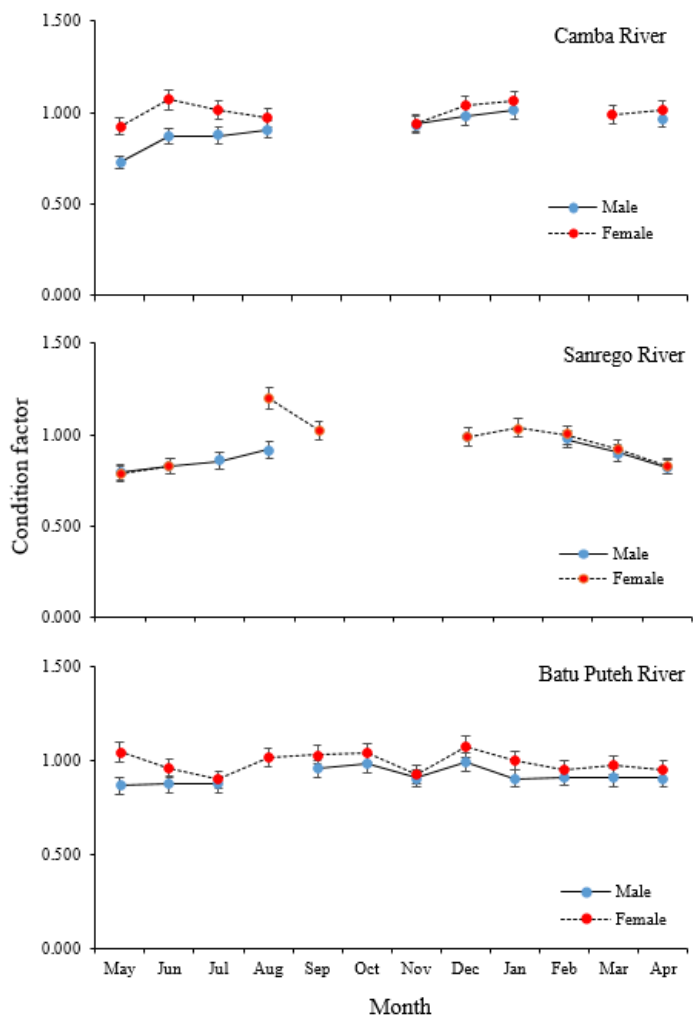 1.500
Camba River
1.000
0.500
Male
Female
0.000
1.500
Sanrego River
1.000
Condition factor
0.500
Male
Female
0.000
1.500
Batu Puteh River
1.000
0.500
Male
Female
0.000
May Jun Jul Aug Sep Oct Nov Dec Jan Feb Mar Apr
Month